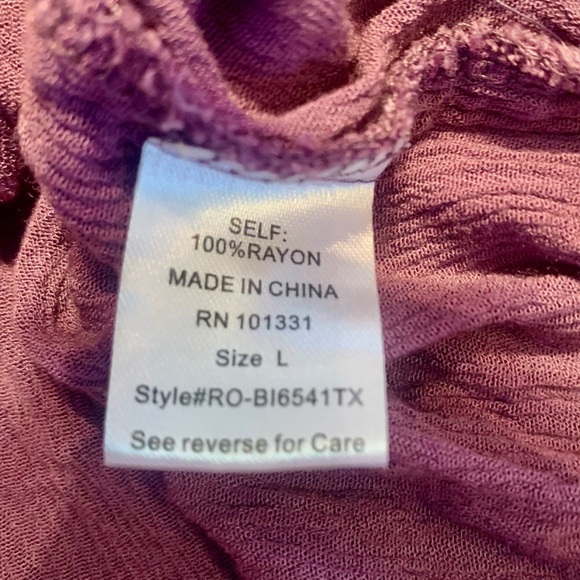 SELF:
100%RAYON
MADE IN CHINA
RN 101331
Size L
Style#RO-BI6541TX
See reverse for Care